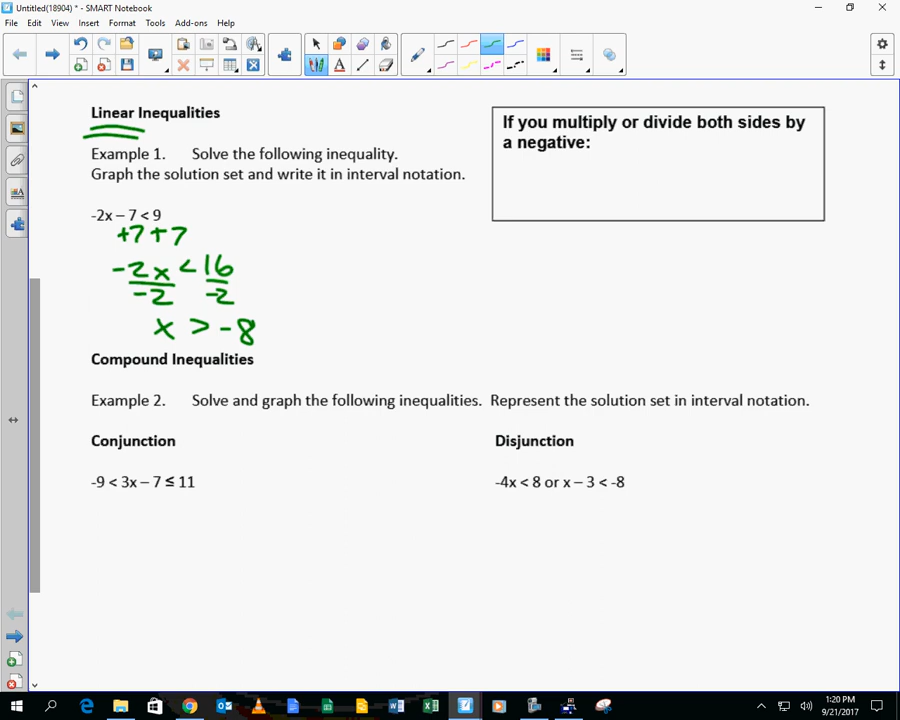 Untitled(18904) * - SMART Notebook
File Edit View Insert Format Tools Add-ons Help
Linear Inequalities
If you multiply or divide both sides by
a negative:
Example 1. Solve the following inequality.
Graph the solution set and write it in interval notation.
-2x – 7 < 9
+7 +7
-2x < 16
-2 -2
x > -8
Compound Inequalities
Example 2. Solve and graph the following inequalities. Represent the solution set in interval notation.
Conjunction
Disjunction
-9 < 3x – 7 ≤ 11
-4x < 8 or x – 3 < -8
1:20 PM
9/21/2017